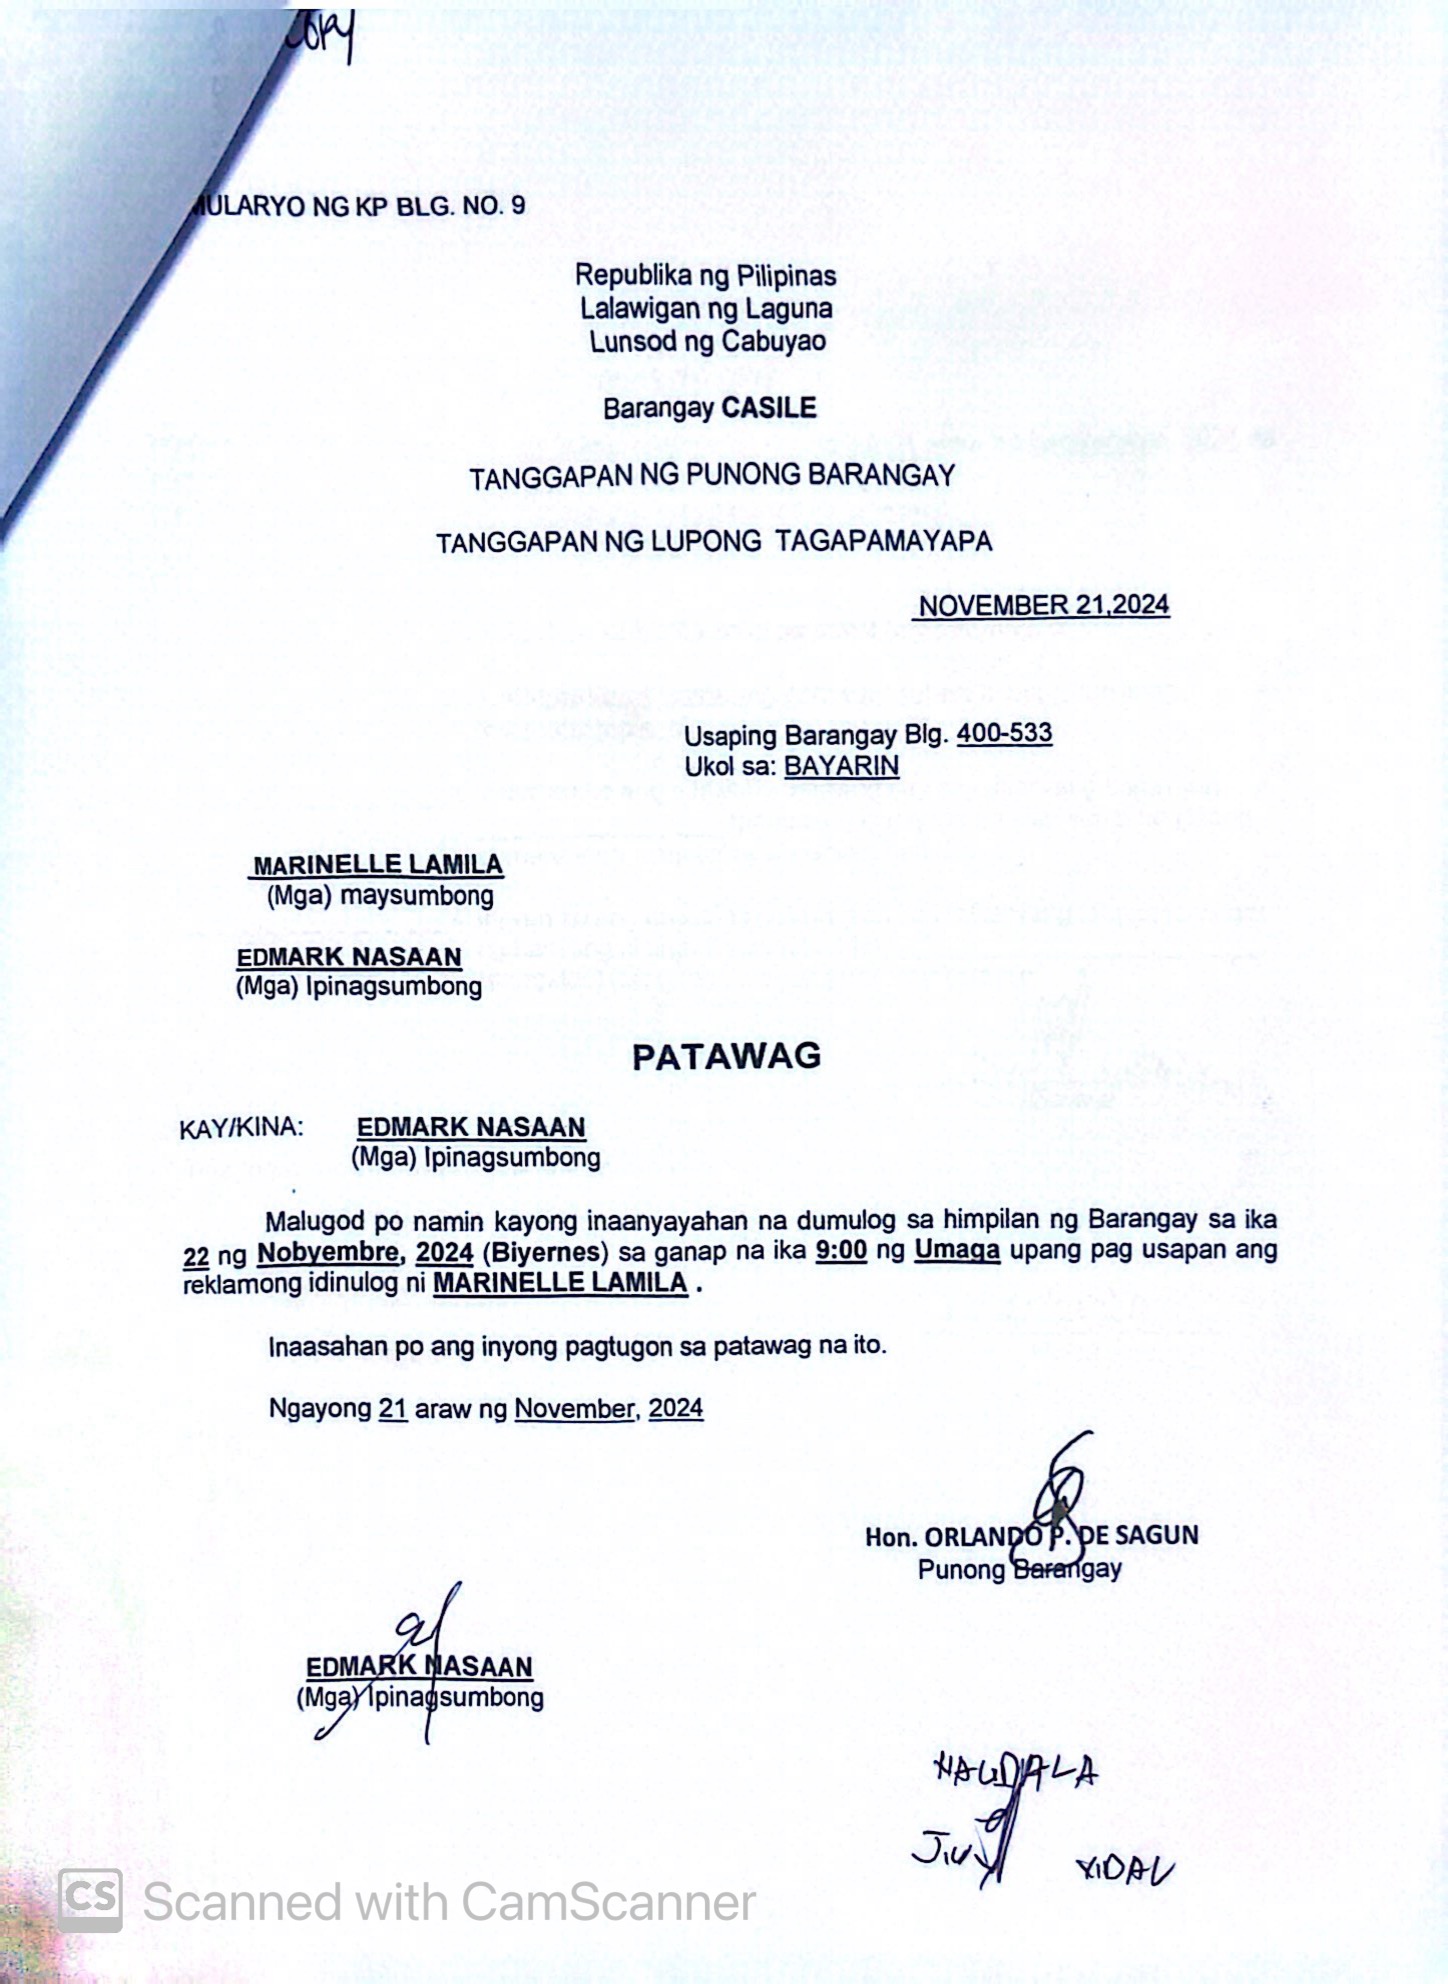 COPY
MULARYO NG KP BLG. NO. 9
Republika ng Pilipinas
Lalawigan ng Laguna
Lunsod ng Cabuyao
Barangay CASILE
TANGGAPAN NG PUNONG BARANGAY
TANGGAPAN NG LUPONG TAGAPAMAYAPA
NOVEMBER 21,2024
Usaping Barangay Blg. 400-533
Ukol sa: BAYARIN
MARINELLE LAMILA
(Mga) maysumbong
EDMARK NASAAN
(Mga) Ipinagsumbong
PATAWAG
KAY/KINA: EDMARK NASAAN
(Mga) Ipinagsumbong
Malugod po namin kayong inaanyayahan na dumulog sa himpilan ng Barangay sa ika
22 ng Nobyembre, 2024 (Biyernes) sa ganap na ika 9:00 ng Umaga upang pag usapan ang
reklamong idinulog ni MARINELLE LAMILA .
Inaasahan po ang inyong pagtugon sa patawag na ito.
Ngayong 21 araw ng November, 2024
Hon. ORLANDO P. DE SAGUN
Punong Barangay
EDMARK NASAAN
(Mga) Ipinagsumbong
NAGDALA
VIDAL
CS Scanned with CamScanner